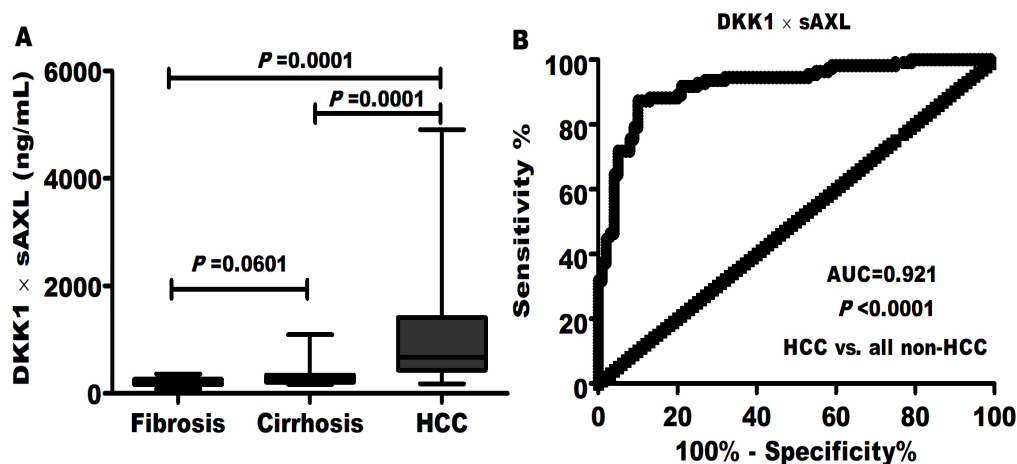 A
DKK1 × sAXL (ng/mL)
6000
4000
2000
0
P =0.0001
P =0.0001
P =0.0601
Fibrosis
Cirrhosis
HCC
B
DKK1 × sAXL
Sensitivity %
100
80
60
40
20
0
AUC=0.921
P <0.0001
HCC vs. all non-HCC
0 20 40 60 80 100
100% - Specificity%